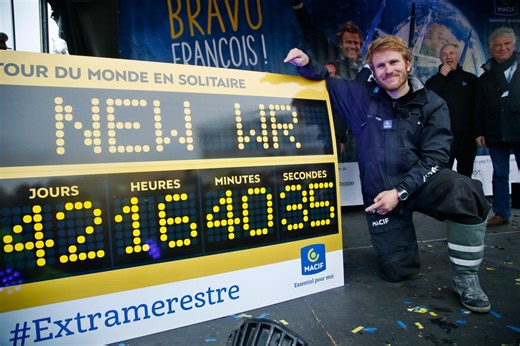 BRAVO
FRANÇOIS !
MACIF
TOUR DU MONDE EN SOLITAIRE
NEW WR
JOURS HEURES MINUTES SECONDES
42 16 40 35
MACIF
Essentiel pour moi
#Extramerestre